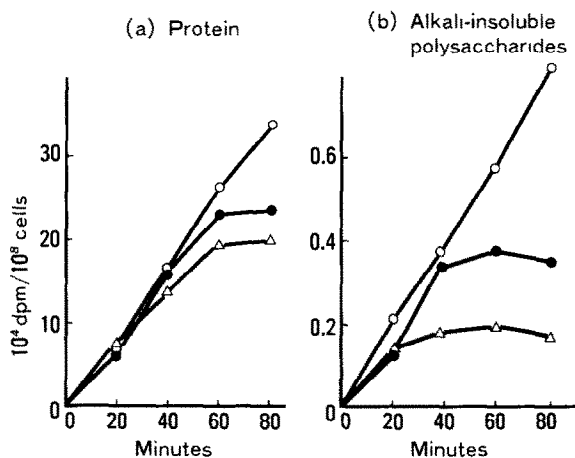 (a) Protein
(b) Alkali-insoluble
polysaccharides
10⁴ dpm/10⁸ cells
30
20
10
0 20 40 60 80
Minutes
0.6
0.4
0.2
0
0 20 40 60 80
Minutes